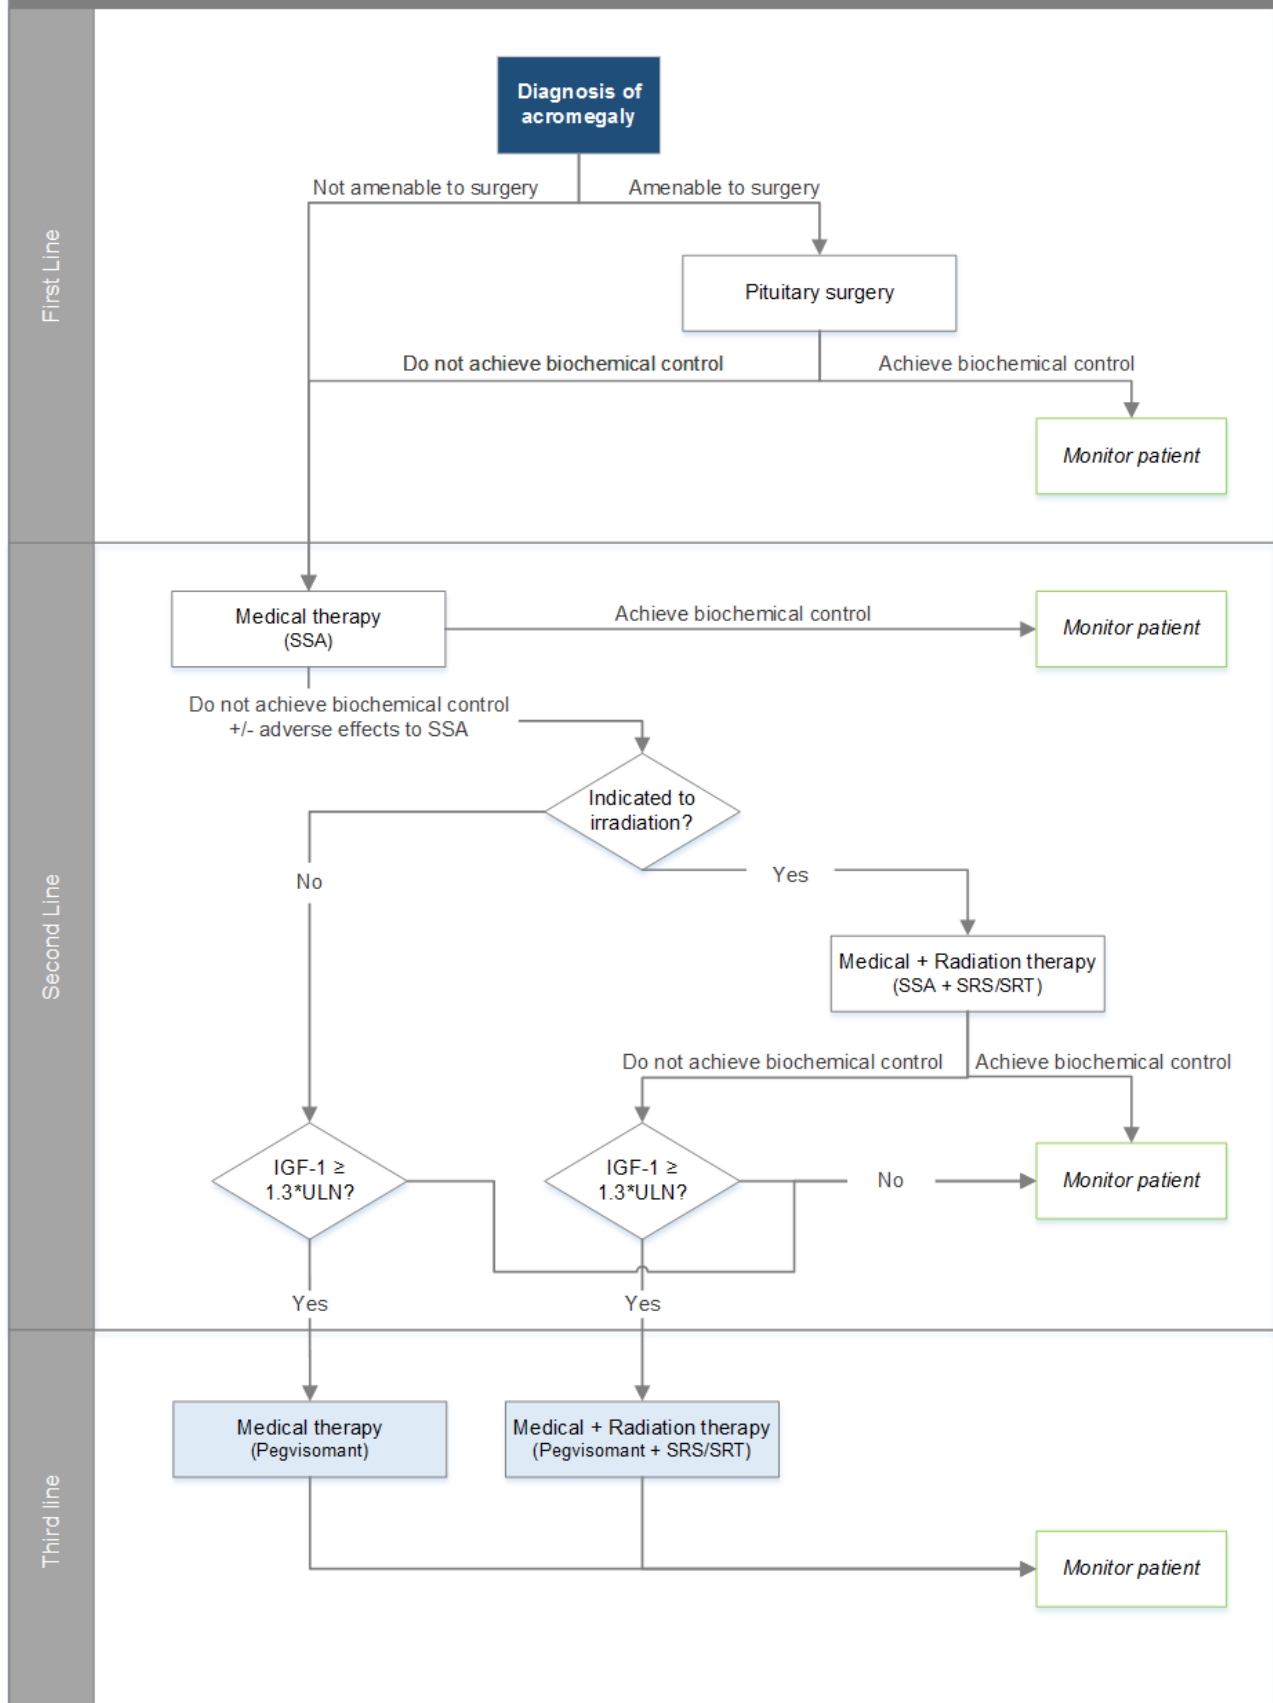 First Line
Diagnosis of
acromegaly
Not amenable to surgery
Amenable to surgery
Pituitary surgery
Do not achieve biochemical control
Achieve biochemical control
Monitor patient
Second Line
Medical therapy
(SSA)
Achieve biochemical control
Monitor patient
Do not achieve biochemical control
+/- adverse effects to SSA
Indicated to
irradiation?
No
Yes
Medical + Radiation therapy
(SSA + SRS/SRT)
Do not achieve biochemical control
Achieve biochemical control
IGF-1 ≥
1.3*ULN?
IGF-1 ≥
1.3*ULN?
No
Monitor patient
Yes
Yes
Third line
Medical therapy
(Pegvisomant)
Medical + Radiation therapy
(Pegvisomant + SRS/SRT)
Monitor patient